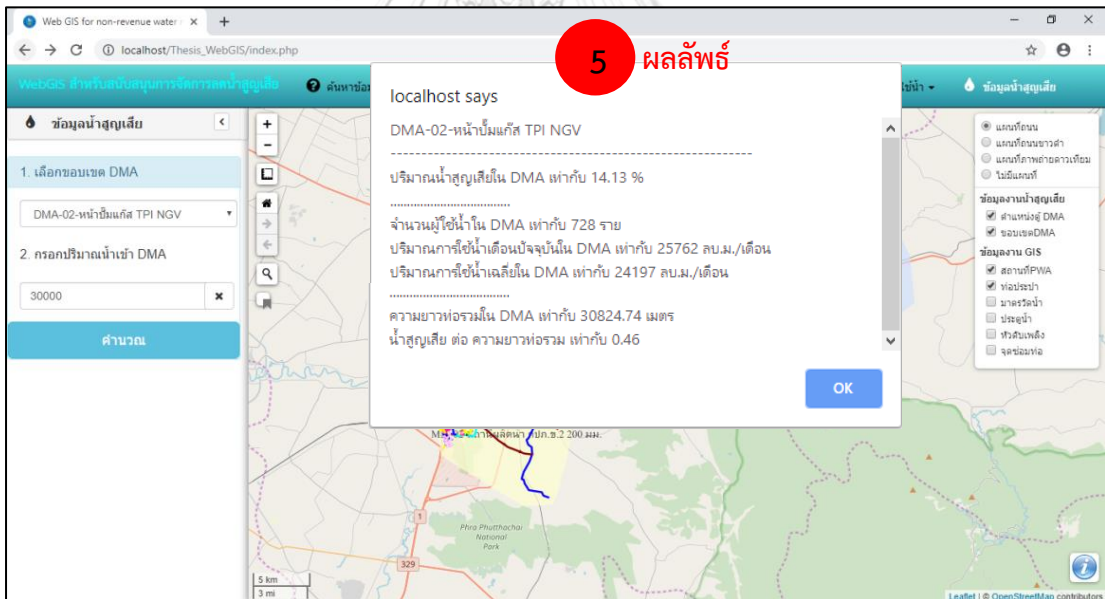 Web GIS for non-revenue water
localhost/Thesis_WebGIS/index.php
5 ผลลัพธ์
WebGIS สำหรับสนับสนุนการจัดการลดน้ำสูญเสีย
ใช้น้ำ
ข้อมูลน้ำสูญเสีย
ข้อมูลน้ำสูญเสีย
1. เลือกขอบเขต DMA
DMA-02-หน้าปั๊มแก๊ส TPI NGV
2. กรอกปริมาณน้ำเข้า DMA
30000
คำนวณ
localhost says
DMA-02-หน้าปั๊มแก๊ส TPI NGV
------------------------------------------------------------
ปริมาณน้ำสูญเสียใน DMA เท่ากับ 14.13 %
....................................
จำนวนผู้ใช้น้ำใน DMA เท่ากับ 728 ราย
ปริมาณการใช้น้ำเดือนปัจจุบันใน DMA เท่ากับ 25762 ลบ.ม./เดือน
ปริมาณการใช้น้ำเฉลี่ยใน DMA เท่ากับ 24197 ลบ.ม./เดือน
....................................
ความยาวท่อรวมใน DMA เท่ากับ 30824.74 เมตร
น้ำสูญเสีย ต่อ ความยาวท่อรวม เท่ากับ 0.46
OK
แผนที่ถนน
แผนที่ถนนขาวดำ
แผนที่ภาพถ่ายดาวเทียม
ไม่มีแผนที่
ข้อมูลงานน้ำสูญเสีย
ตำแหน่งตู้ DMA
ขอบเขตDMA
ข้อมูลงาน GIS
สถานที่PWA
ท่อประปา
มาตรวัดน้ำ
ประตูน้ำ
หัวดับเพลิง
จุดซ่อมท่อ
200 มม.
1
Phra Phutthachai
National
Park
329
5 km
3 mi
Leaflet | © OpenStreetMap contributors